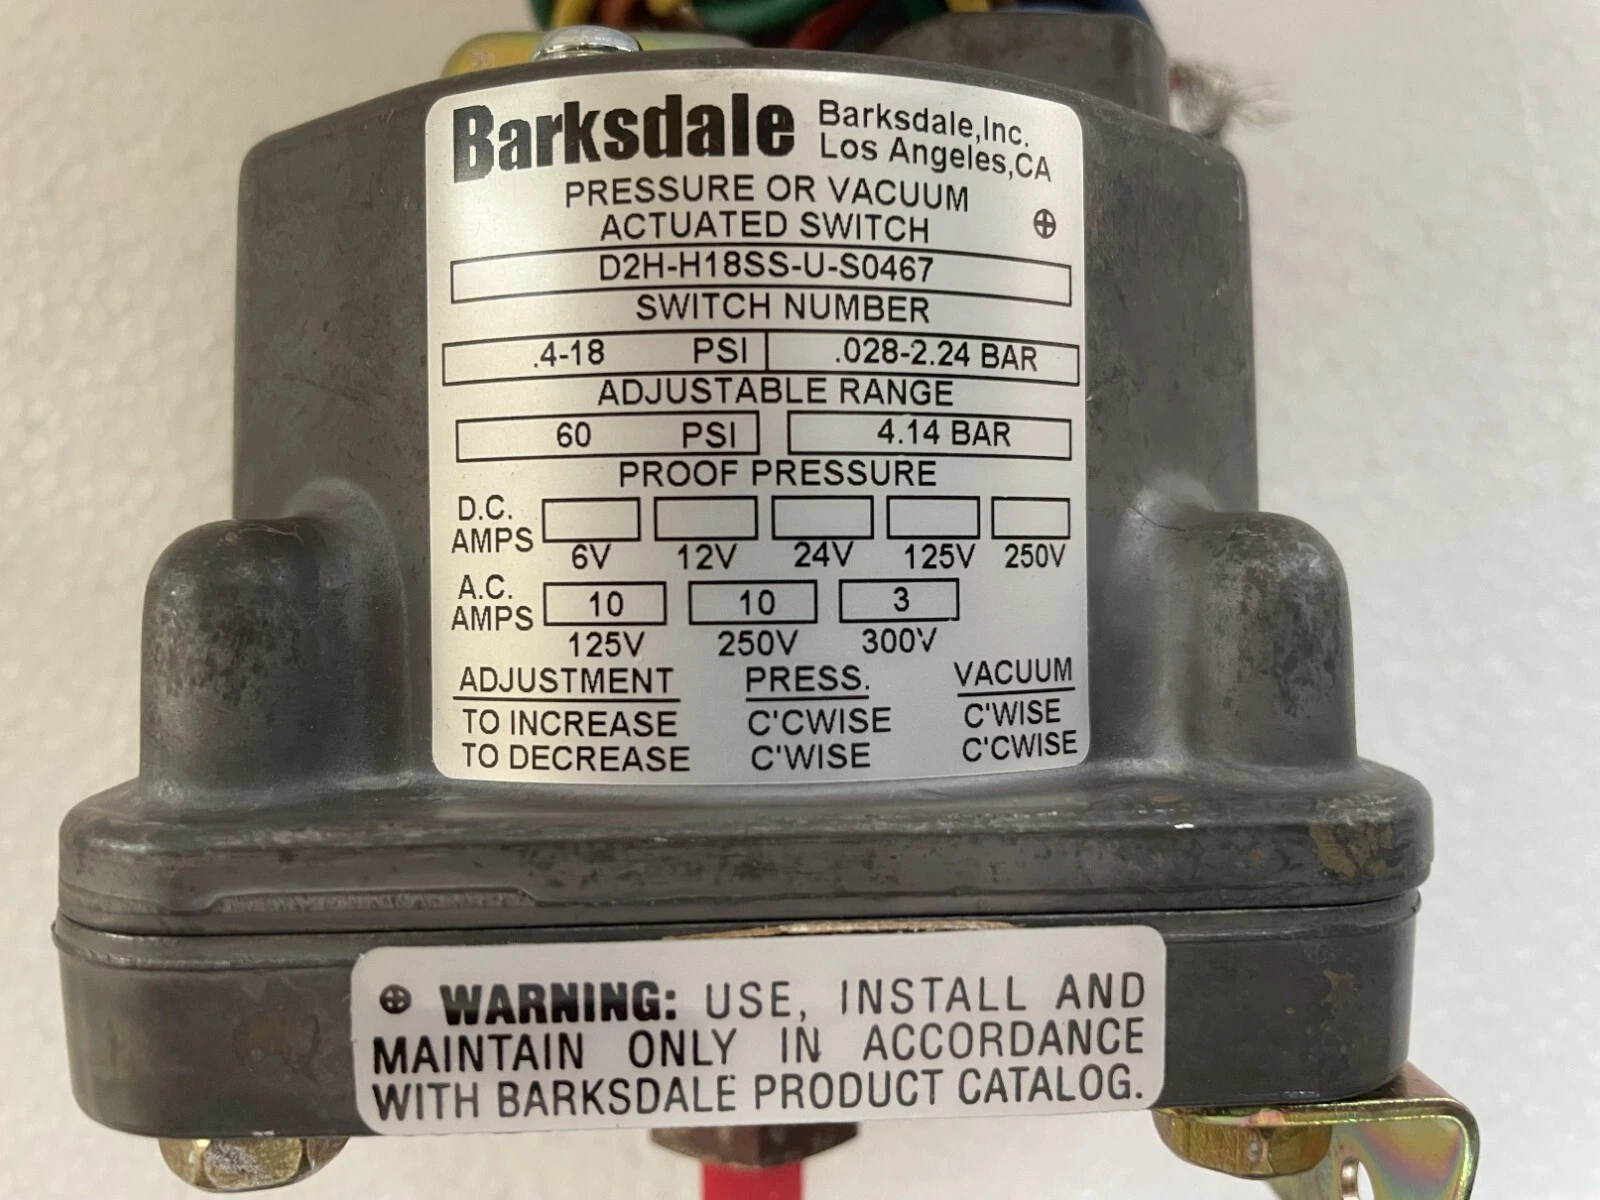 Barksdale Barksdale,Inc.
Los Angeles,CA
PRESSURE OR VACUUM
ACTUATED SWITCH
D2H-H18SS-U-S0467
SWITCH NUMBER
.4-18 PSI .028-2.24 BAR
ADJUSTABLE RANGE
60 PSI 4.14 BAR
PROOF PRESSURE
D.C.
AMPS
6V 12V 24V 125V 250V
A.C.
AMPS 10 10 3
125V 250V 300V
ADJUSTMENT PRESS. VACUUM
TO INCREASE C'CWISE C'WISE
TO DECREASE C'WISE C'CWISE
WARNING: USE, INSTALL AND
MAINTAIN ONLY IN ACCORDANCE
WITH BARKSDALE PRODUCT CATALOG.